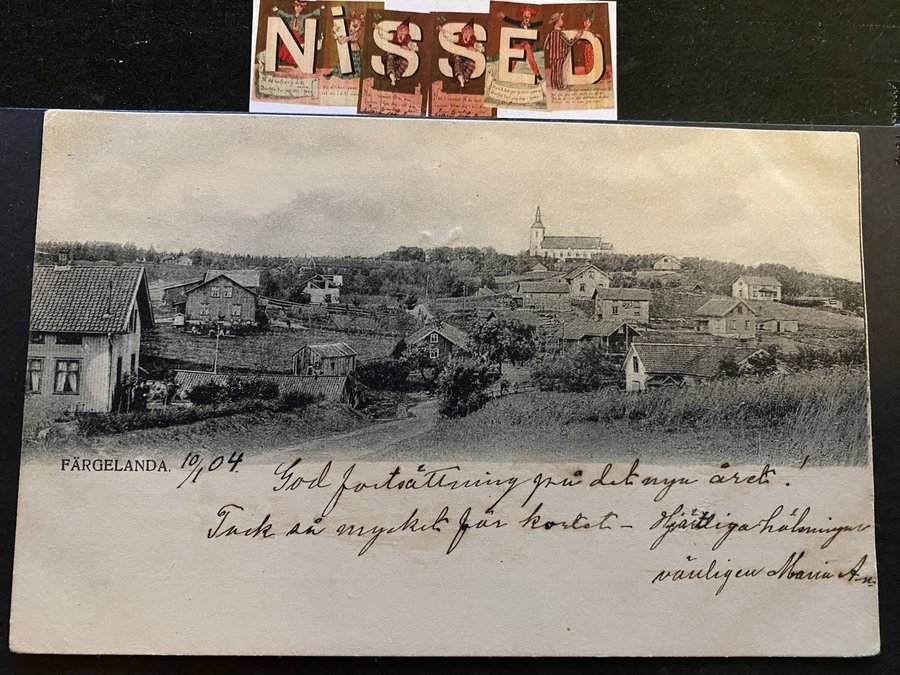 NiSSED
FÄRGELANDA. 10/1 04.
God fortsättning på det nya året!
Tack så mycket för kortet - Hjärtliga hälsningar
vänligen Maria A-n